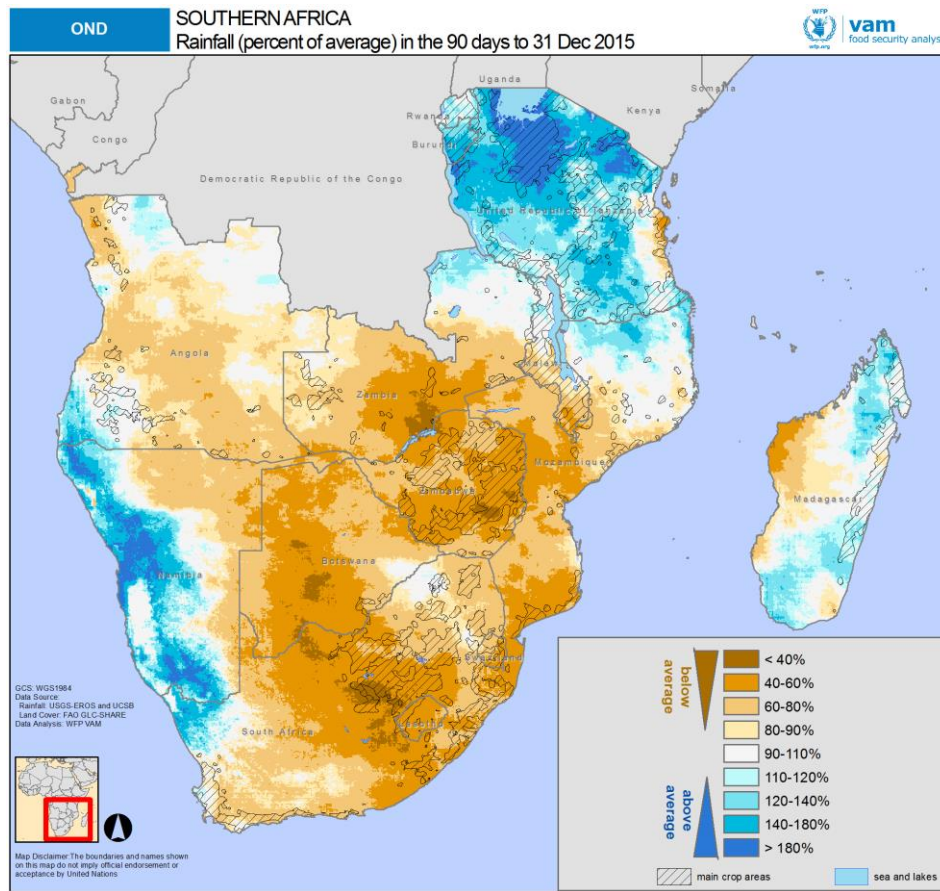 OND
SOUTHERN AFRICA
Rainfall (percent of average) in the 90 days to 31 Dec 2015
WFP
wfp.org
vam
food security analys
Uganda
Somalia
Gabon
Kenya
Rwanda
Congo
Burundi
Democratic Republic of the Congo
United Republic of Tanzania
Angola
Malawi
Zambia
Mozambique
Zimbabwe
Madagascar
Botswana
Namibia
Swaziland
Lesotho
South Africa
GCS: WGS1984
Data Source:
Rainfall: USGS-EROS and UCSB
Land Cover: FAO GLC-SHARE
Data Analysis: WFP VAM
Map Disclaimer:The boundaries and names shown
on this map do not imply official endorsement or
acceptance by United Nations
below
average
above
average
< 40%
40-60%
60-80%
80-90%
90-110%
110-120%
120-140%
140-180%
> 180%
main crop areas
sea and lakes